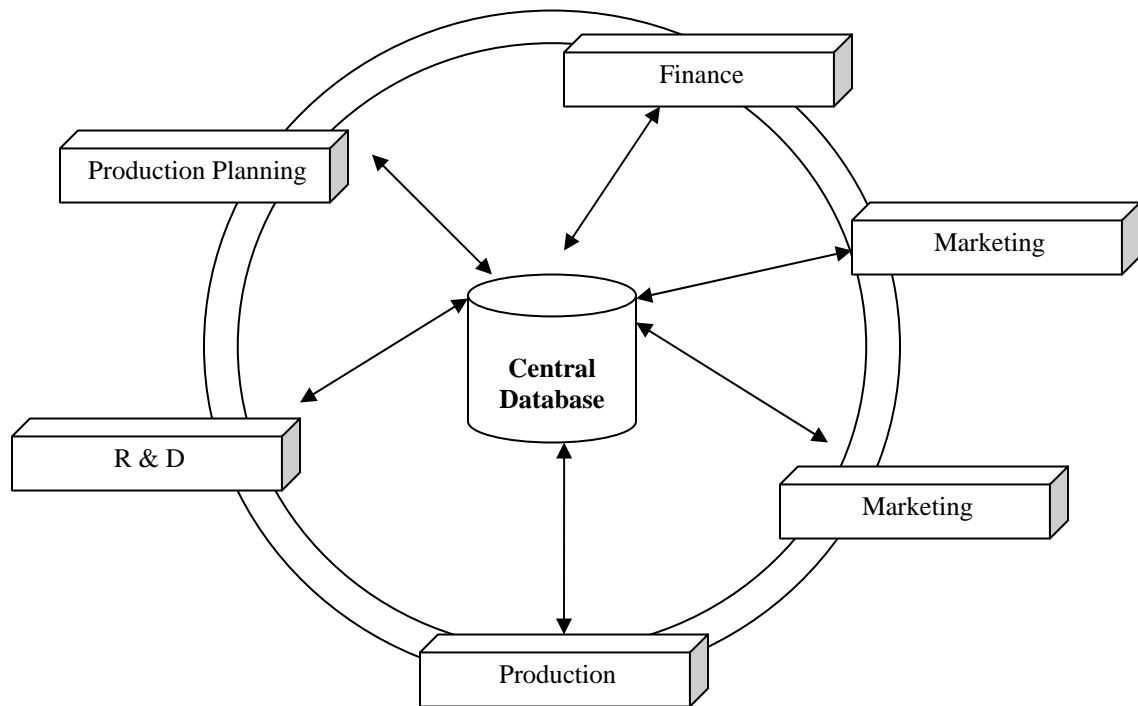 Finance
Production Planning
Marketing
Central
Database
R & D
Marketing
Production